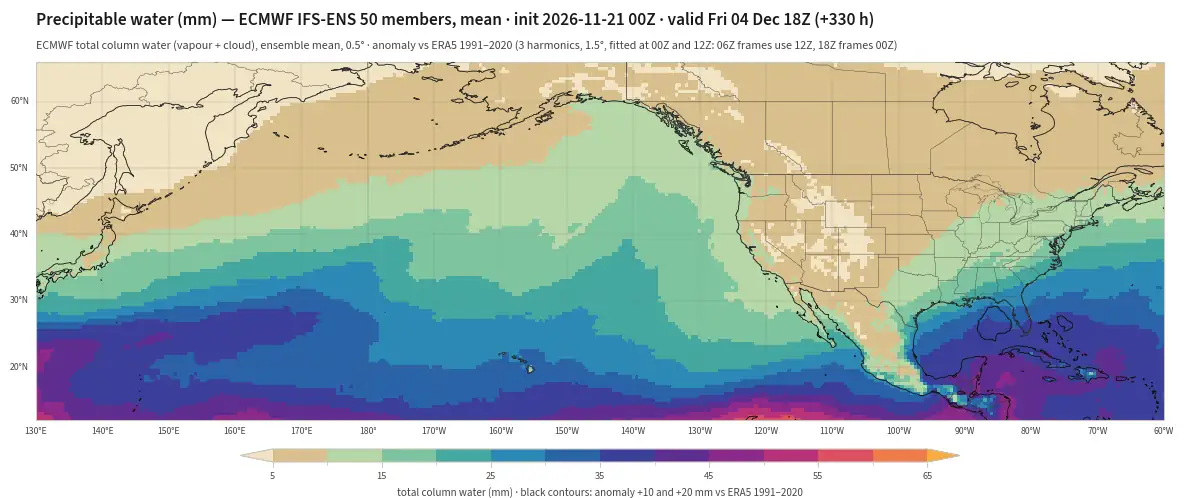 Precipitable water (mm) — ECMWF IFS-ENS 50 members, mean · init 2026-11-21 00Z · valid Fri 04 Dec 18Z (+330 h)
ECMWF total column water (vapour + cloud), ensemble mean, 0.5° · anomaly vs ERA5 1991–2020 (3 harmonics, 1.5°, fitted at 00Z and 12Z: 06Z frames use 12Z, 18Z frames 00Z)
60°N
50°N
40°N
30°N
20°N
130°E 140°E 150°E 160°E 170°E 180° 170°W 160°W 150°W 140°W 130°W 120°W 110°W 100°W 90°W 80°W 70°W 60°W
5 15 25 35 45 55 65
total column water (mm) · black contours: anomaly +10 and +20 mm vs ERA5 1991–2020